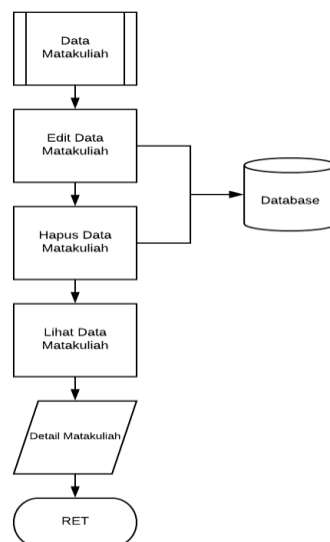 Data
Matakuliah
Edit Data
Matakuliah
Database
Hapus Data
Matakuliah
Lihat Data
Matakuliah
Detail Matakuliah
RET